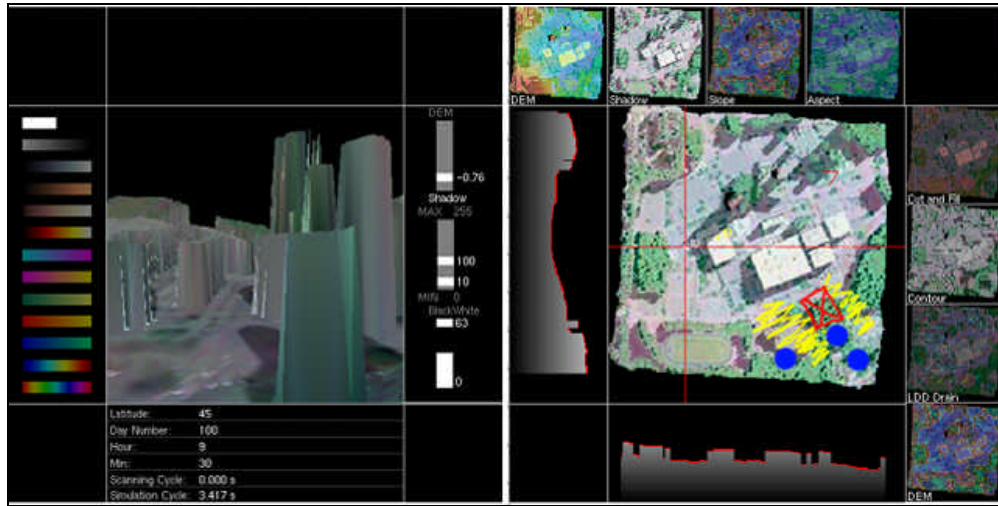 DEM
Shadow
Slope
Aspect
DEM
-0.76
Shadow
MAX 255
100
10
MIN 0
BlackWhite
63
0
Cut and Fill
Contour
LDD Drain
DEM
Latitude: 45
Day Number: 100
Hour: 9
Min: 30
Scanning Cycle: 0.000 s
Simulation Cycle: 3.417 s